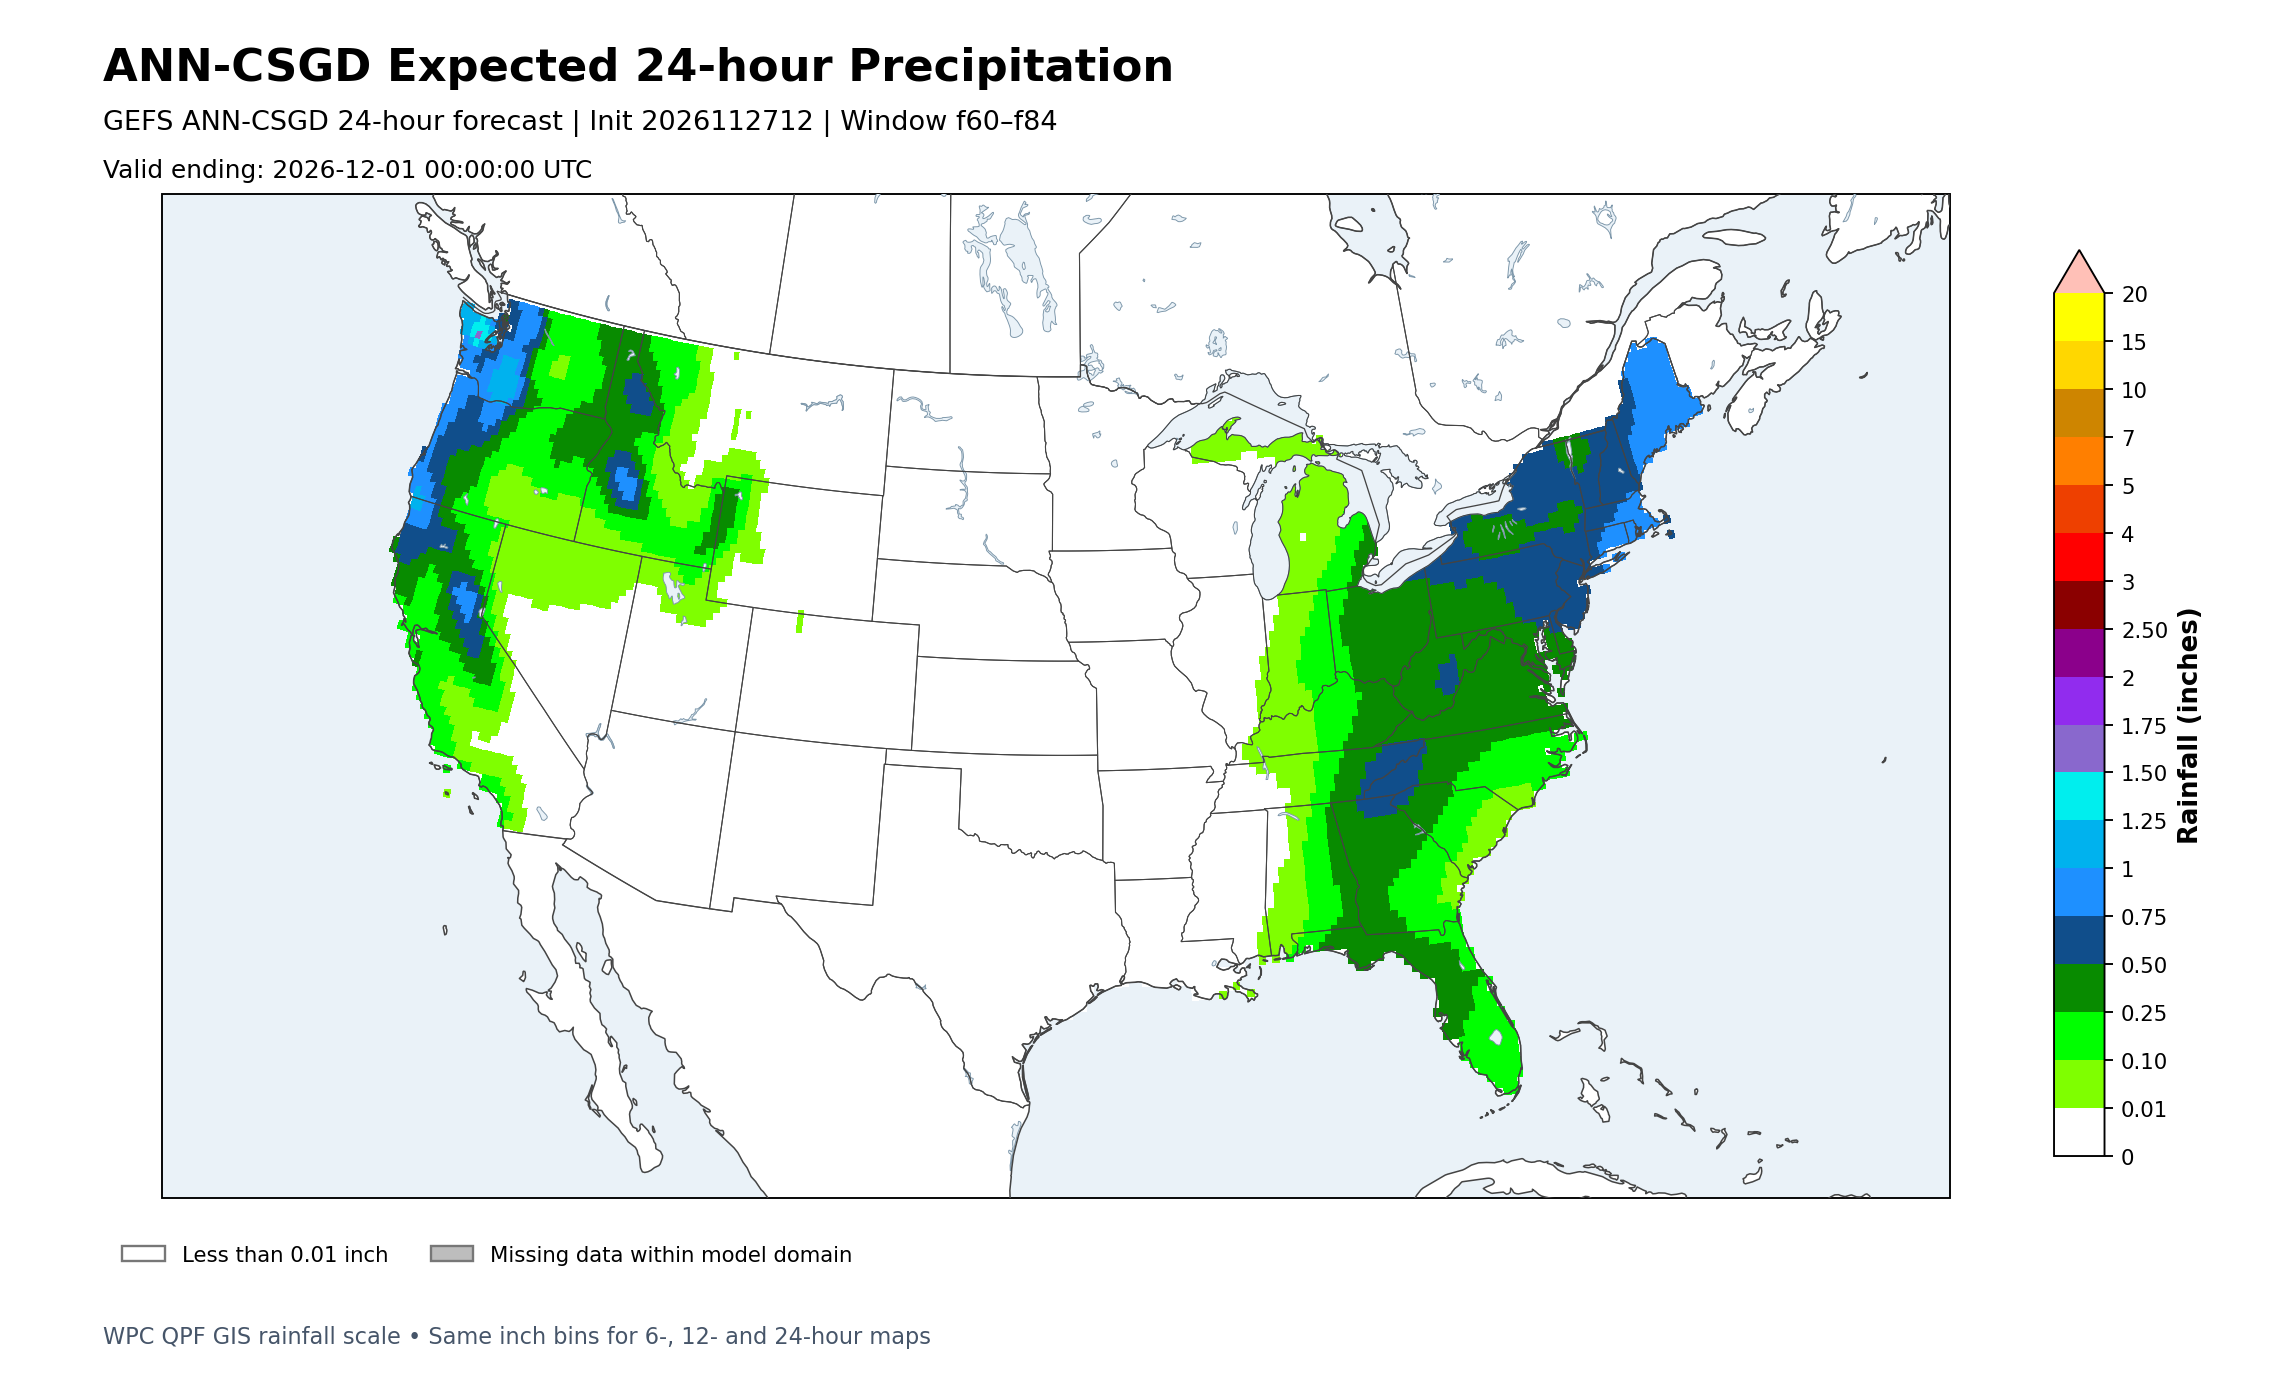 ANN-CSGD Expected 24-hour Precipitation
GEFS ANN-CSGD 24-hour forecast | Init 2026112712 | Window f60–f84
Valid ending: 2026-12-01 00:00:00 UTC
20
15
10
7
5
4
3
2.50
2
1.75
1.50
1.25
1
0.75
0.50
0.25
0.10
0.01
0
Rainfall (inches)
Less than 0.01 inch
Missing data within model domain
WPC QPF GIS rainfall scale • Same inch bins for 6-, 12- and 24-hour maps